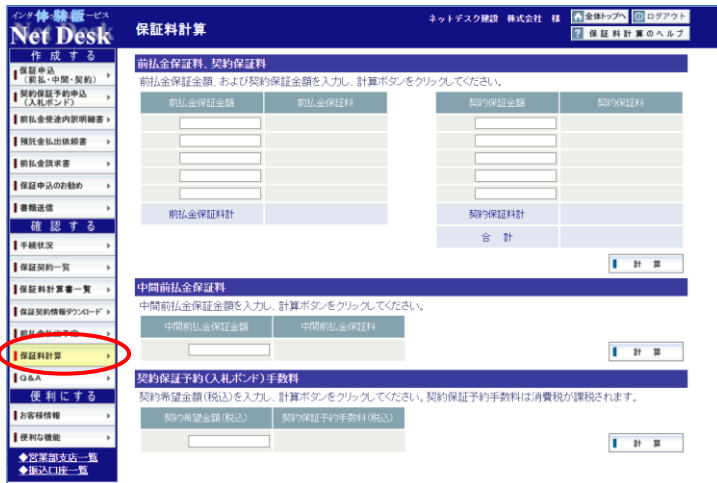 インタ体・験・版ービス
Net Desk
保証料計算
ネットデスク建設 株式会社 様
全体トップへ
ログアウト
? 保証料計算のヘルプ
作成する
保証申込
(前払・中間・契約)
契約保証予約申込
(入札ボンド)
前払金使途内訳明細書
預託金払出依頼書
前払金請求書
保証申込のお勧め
書類送信
確認する
手続状況
保証契約一覧
保証料計算書一覧
保証契約情報ダウンロード
前払金払出予定
保証料計算
Q&A
便利にする
お客様情報
便利な機能
◆営業部支店一覧
◆振込口座一覧
前払金保証料、契約保証料
前払金保証金額、および契約保証金額を入力し、計算ボタンをクリックしてください。
前払金保証金額 前払金保証料
前払金保証料計
契約保証金額 契約保証料
契約保証料計
合 計
計 算
中間前払金保証料
中間前払金保証金額を入力し、計算ボタンをクリックしてください。
中間前払金保証金額 中間前払金保証料
計 算
契約保証予約(入札ボンド)手数料
契約希望金額(税込)を入力し、計算ボタンをクリックしてください。契約保証予約手数料は消費税が課税されます。
契約希望金額(税込) 契約保証予約手数料(税込)
計 算